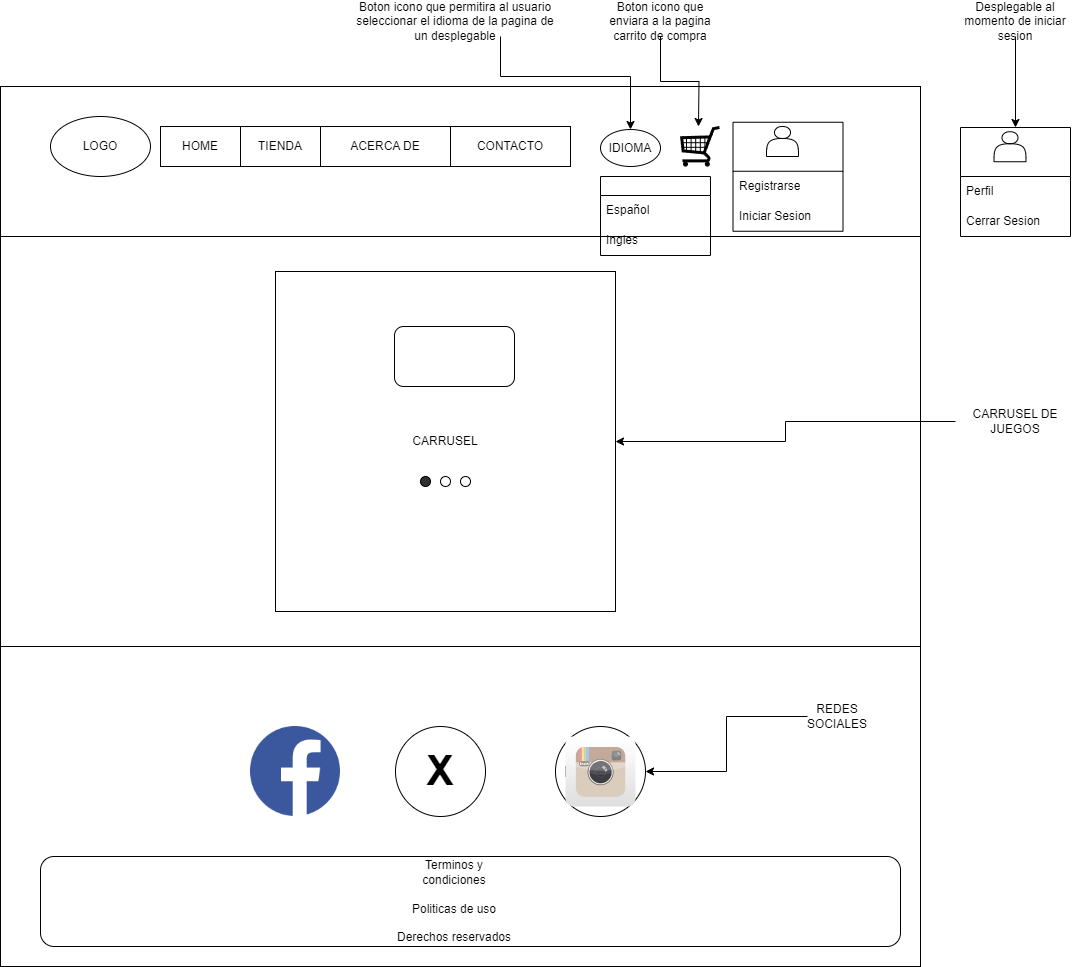 Boton icono que permitira al usuario
seleccionar el idioma de la pagina de
un desplegable
Boton icono que
enviara a la pagina
carrito de compra
Desplegable al
momento de iniciar
sesion
LOGO
HOME
TIENDA
ACERCA DE
CONTACTO
IDIOMA
Español
Ingles
Registrarse
Iniciar Sesion
Perfil
Cerrar Sesion
CARRUSEL
CARRUSEL DE
JUEGOS
REDES
SOCIALES
f
X
Terminos y
condiciones
Politicas de uso
Derechos reservados